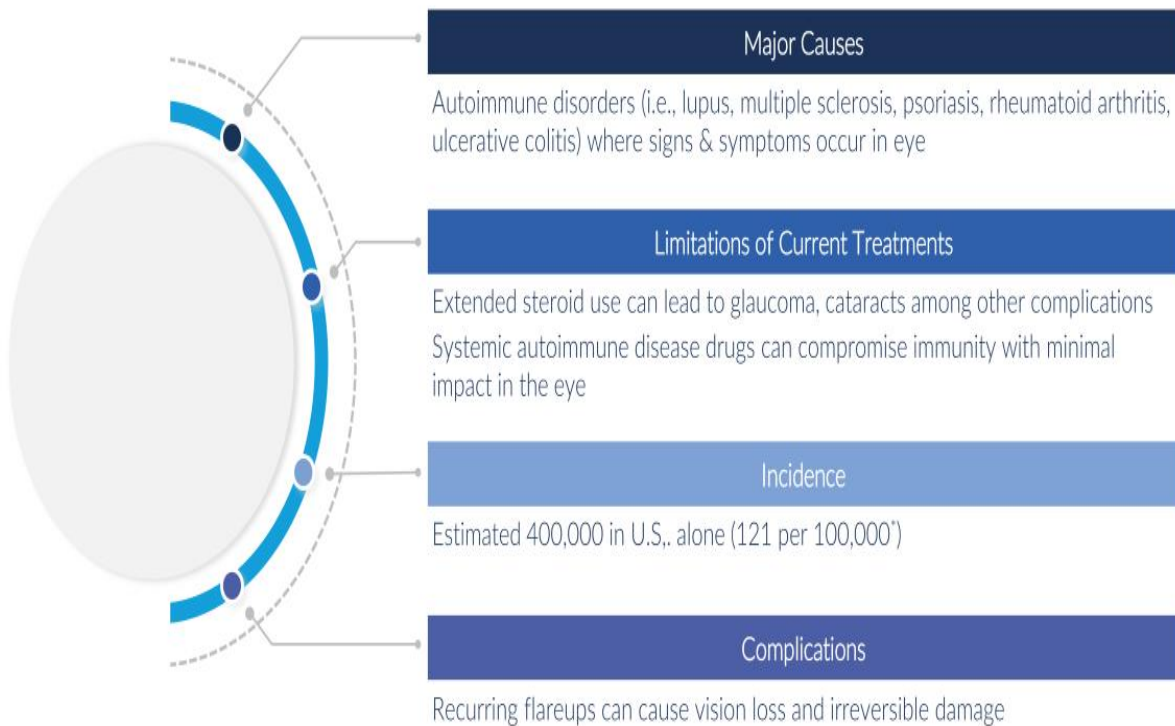 Major Causes
Autoimmune disorders (i.e., lupus, multiple sclerosis, psoriasis, rheumatoid arthritis,
ulcerative colitis) where signs & symptoms occur in eye
Limitations of Current Treatments
Extended steroid use can lead to glaucoma, cataracts among other complications
Systemic autoimmune disease drugs can compromise immunity with minimal
impact in the eye
Incidence
Estimated 400,000 in U.S,. alone (121 per 100,000*)
Complications
Recurring flareups can cause vision loss and irreversible damage